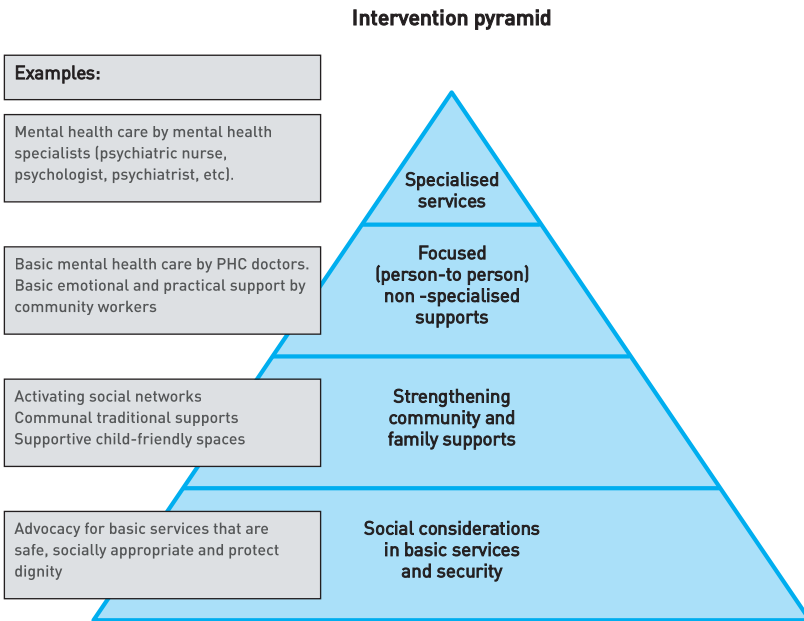 Intervention pyramid
Examples:
Mental health care by mental health
specialists (psychiatric nurse,
psychologist, psychiatrist, etc).
Specialised
services
Basic mental health care by PHC doctors.
Basic emotional and practical support by
community workers
Focused
(person-to person)
non -specialised
supports
Activating social networks
Communal traditional supports
Supportive child-friendly spaces
Strengthening
community and
family supports
Advocacy for basic services that are
safe, socially appropriate and protect
dignity
Social considerations
in basic services
and security